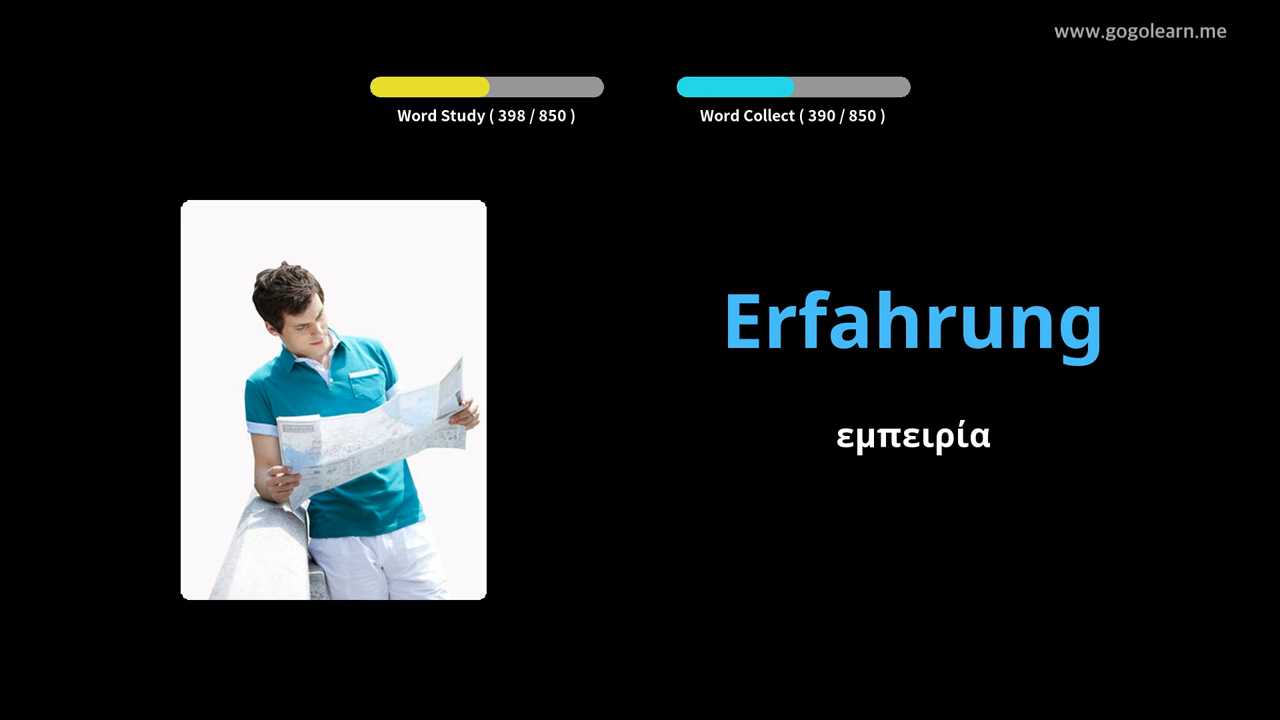 www.gogolearn.me
Word Study ( 398 / 850 )
Word Collect ( 390 / 850 )
Erfahrung
εμπειρία